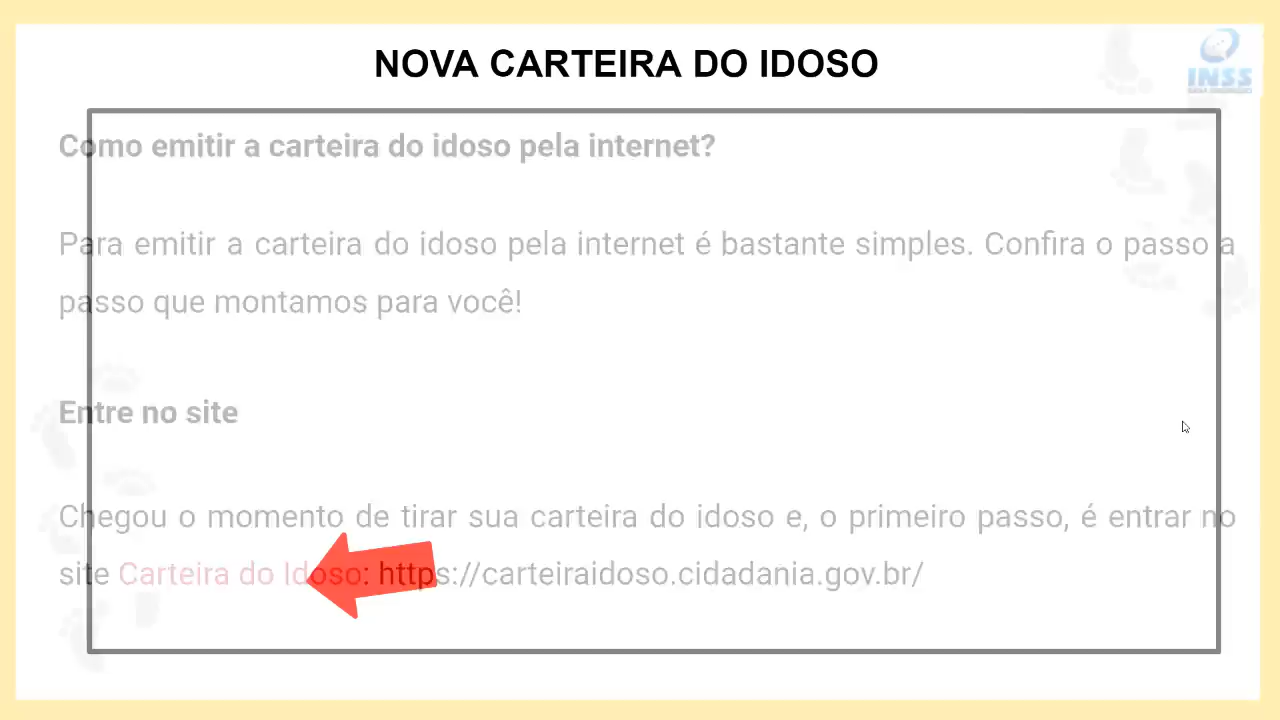 NOVA CARTEIRA DO IDOSO
INSS
Como emitir a carteira do idoso pela internet?
Para emitir a carteira do idoso pela internet é bastante simples. Confira o passo a
passo que montamos para você!
Entre no site
Chegou o momento de tirar sua carteira do idoso e, o primeiro passo, é entrar no
site Carteira do Idoso: https://carteiraidoso.cidadania.gov.br/